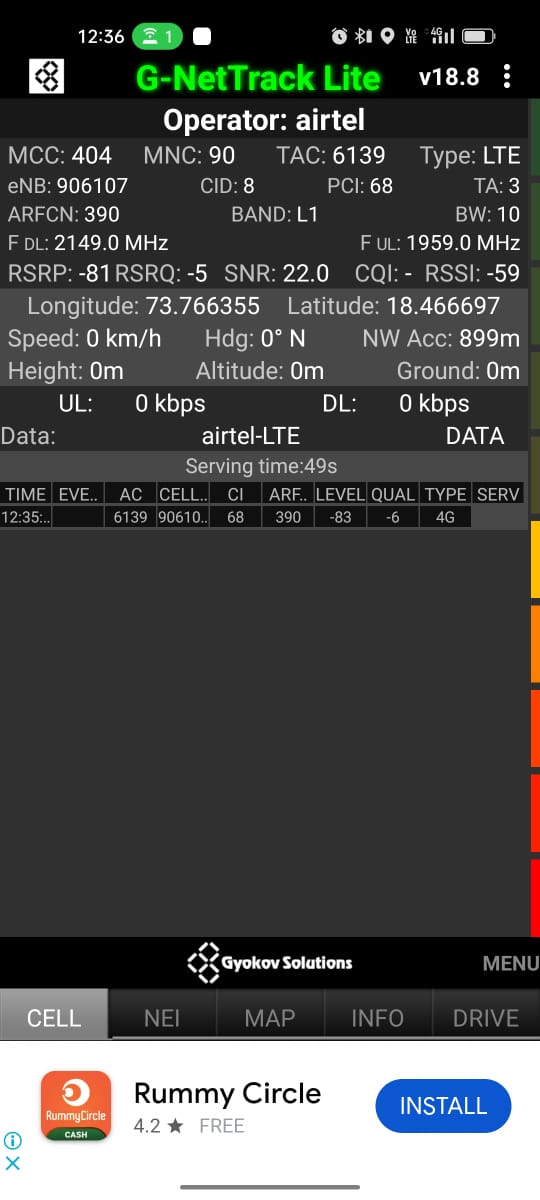 12:36 1 Vo LTE 4G
G-NetTrack Lite v18.8
Operator: airtel
MCC: 404 MNC: 90 TAC: 6139 Type: LTE
eNB: 906107 CID: 8 PCI: 68 TA: 3
ARFCN: 390 BAND: L1 BW: 10
F DL: 2149.0 MHz F UL: 1959.0 MHz
RSRP: -81 RSRQ: -5 SNR: 22.0 CQI: - RSSI: -59
Longitude: 73.766355 Latitude: 18.466697
Speed: 0 km/h Hdg: 0° N NW Acc: 899m
Height: 0m Altitude: 0m Ground: 0m
UL: 0 kbps DL: 0 kbps
Data: airtel-LTE DATA
Serving time:49s
TIME EVE.. AC CELL.. CI ARF.. LEVEL QUAL TYPE SERV
12:35:.. 6139 90610.. 68 390 -83 -6 4G
Gyokov Solutions MENU
CELL NEI MAP INFO DRIVE
RummyCircle
CASH
Rummy Circle
4.2 ★ FREE
INSTALL